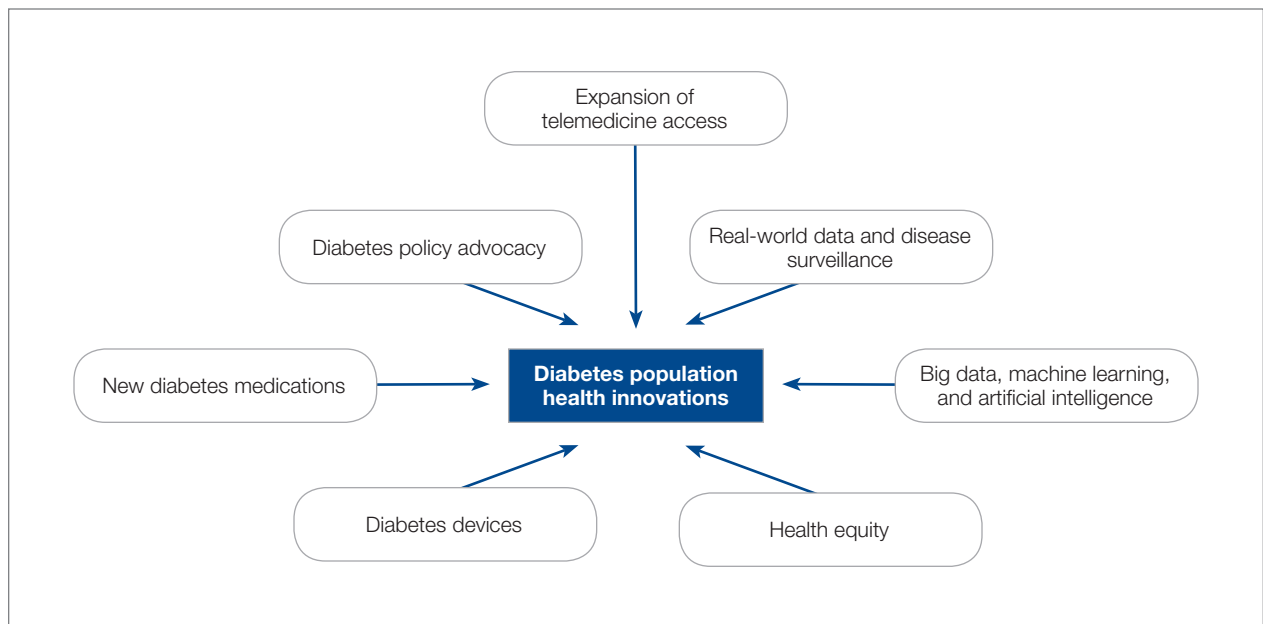 Expansion of
telemedicine access
Diabetes policy advocacy
Real-world data and disease
surveillance
New diabetes medications
Diabetes population
health innovations
Big data, machine learning,
and artificial intelligence
Diabetes devices
Health equity